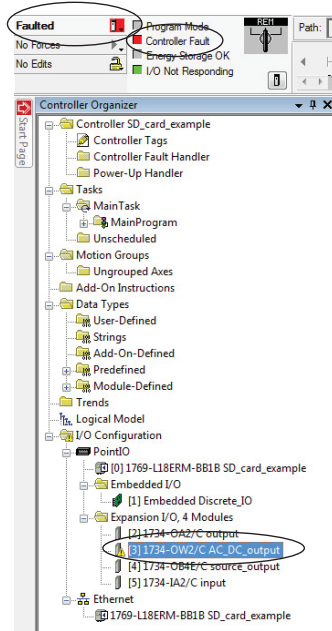 Faulted
No Forces
No Edits
Program Mode
Controller Fault
Energy Storage OK
I/O Not Responding
REM
Path:
Start Page
Controller Organizer
Controller SD_card_example
Controller Tags
Controller Fault Handler
Power-Up Handler
Tasks
MainTask
MainProgram
Unscheduled
Motion Groups
Ungrouped Axes
Add-On Instructions
Data Types
User-Defined
Strings
Add-On-Defined
Predefined
Module-Defined
Trends
Logical Model
I/O Configuration
PointIO
[0] 1769-L18ERM-BB1B SD_card_example
Embedded I/O
[1] Embedded Discrete_IO
Expansion I/O, 4 Modules
[2] 1734-OA2/C output
[3] 1734-OW2/C AC_DC_output
[4] 1734-OB4E/C source_output
[5] 1734-IA2/C input
Ethernet
1769-L18ERM-BB1B SD_card_example